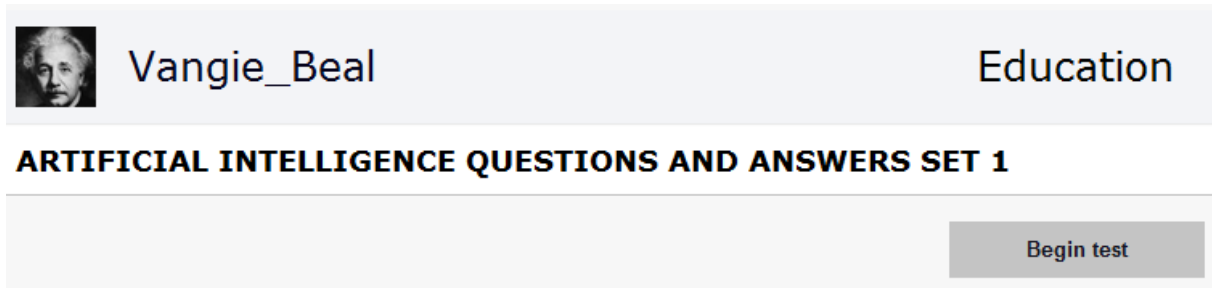 Vangie_Beal Education
ARTIFICIAL INTELLIGENCE QUESTIONS AND ANSWERS SET 1
Begin test